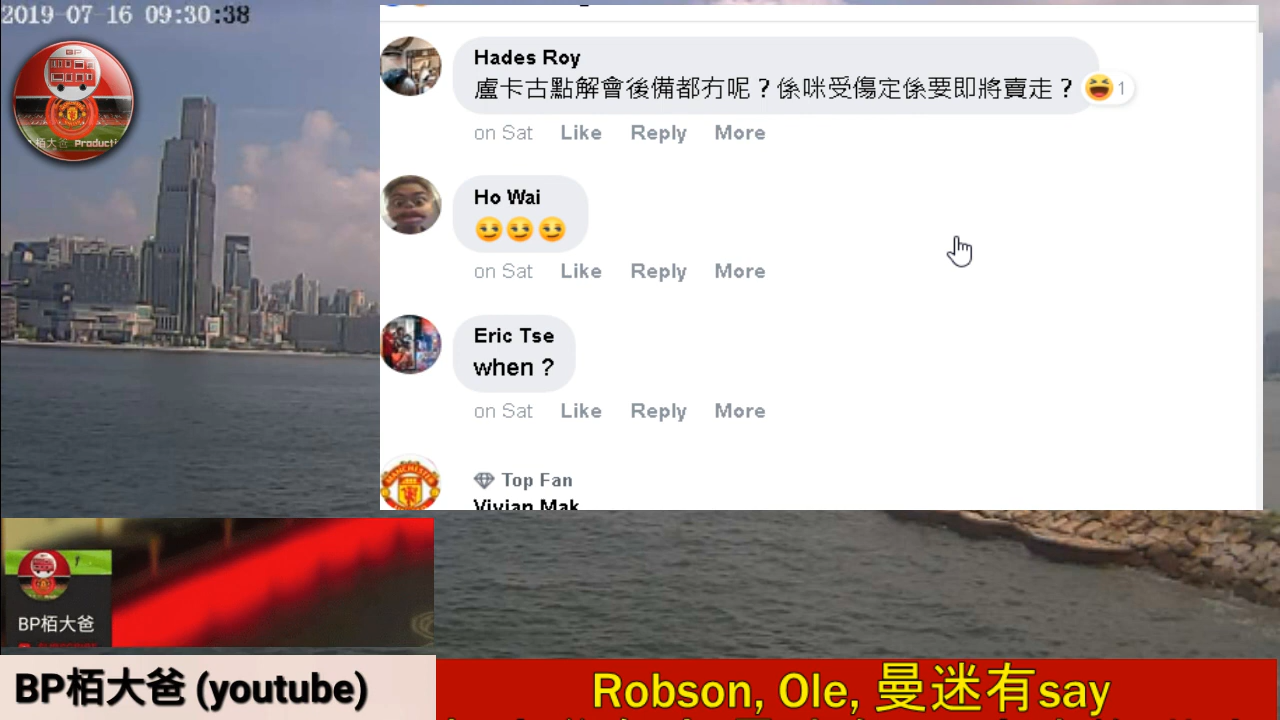 2019-07-16 09:30:38
BP
栢大爸 Producti
Hades Roy
盧卡古點解會後備都冇呢？係咪受傷定係要即將賣走？
1
on Sat Like Reply More
Ho Wai
on Sat Like Reply More
Eric Tse
when ?
on Sat Like Reply More
MANCHESTER
Top Fan
Vivian Mak
BP栢大爸
BP栢大爸 (youtube)
Robson, Ole, 曼迷有say